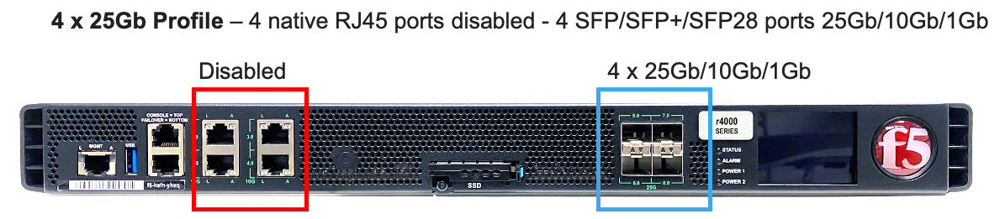 4 x 25Gb Profile – 4 native RJ45 ports disabled - 4 SFP/SFP+/SFP28 ports 25Gb/10Gb/1Gb
Disabled
4 x 25Gb/10Gb/1Gb
CONSOLE = TOP
FAILOVER = BOTTOM
L MGMT A
USB
L A L A
3.0
4.0
10G
L A L A
SSD
5.0 7.0
6.0 8.0
25G
r4000
SERIES
STATUS
ALARM
POWER 1
POWER 2
f5